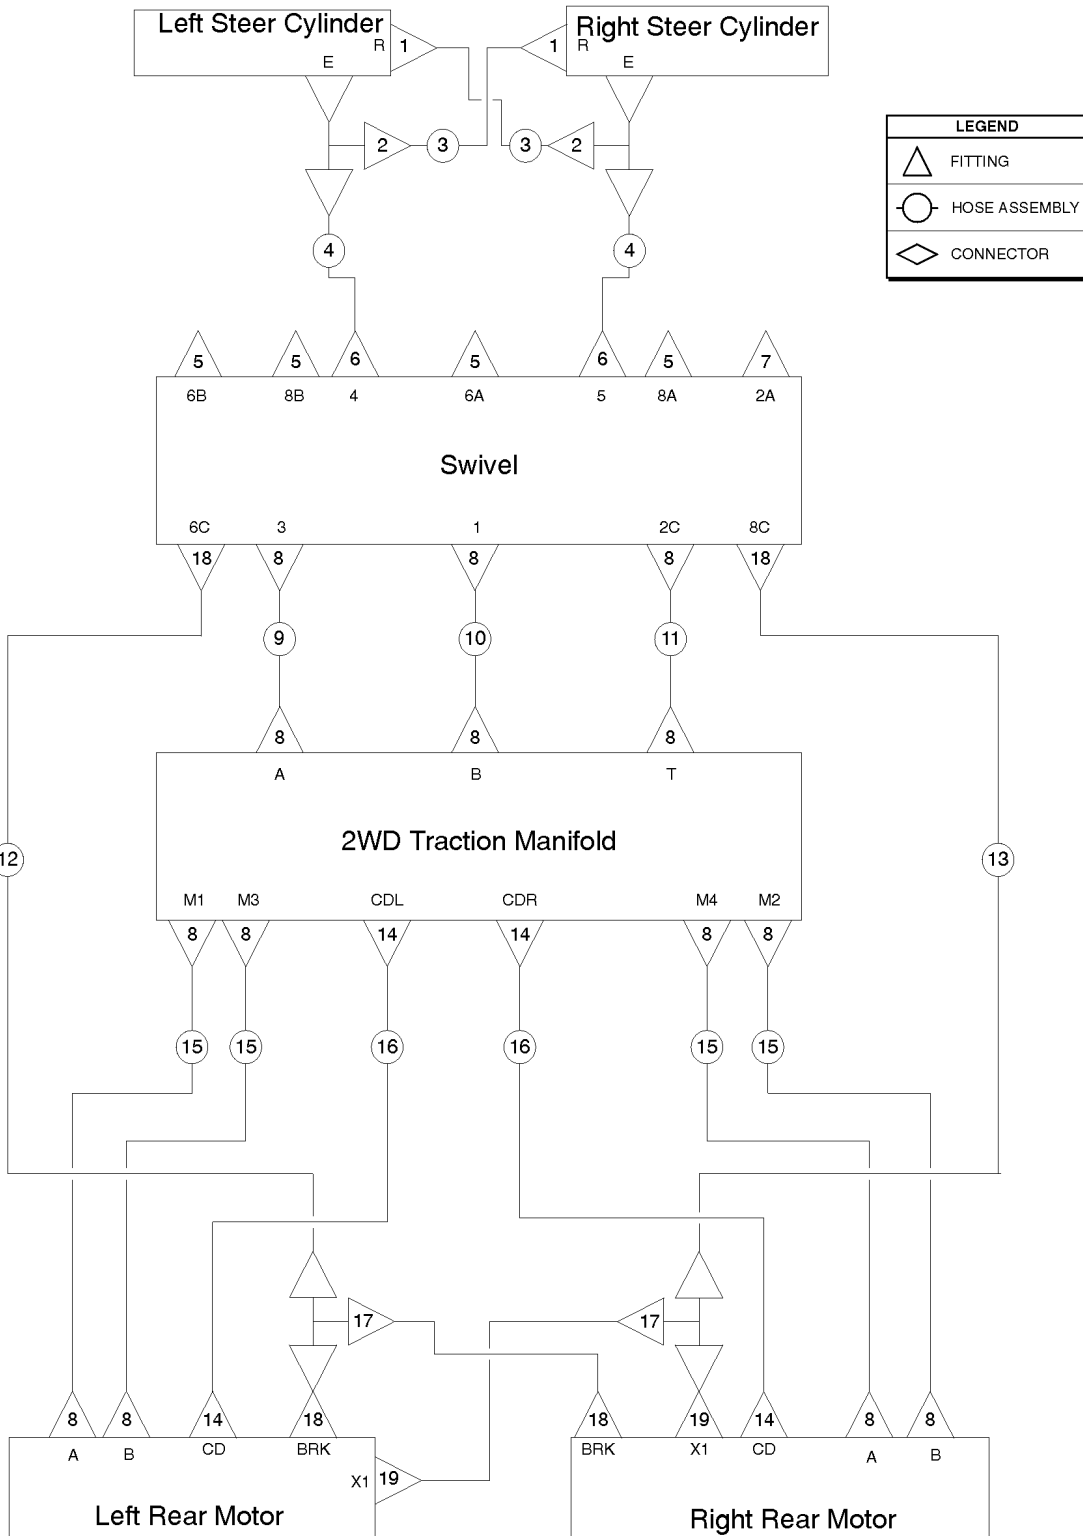 Left Steer Cylinder
R
E
1
Right Steer Cylinder
1
R
E
2
3
3
2
4
4
LEGEND
FITTING
HOSE ASSEMBLY
CONNECTOR
5
5
6
5
6
5
7
6B
8B
4
6A
5
8A
2A
Swivel
6C
3
1
2C
8C
18
8
8
8
18
9
10
11
8
8
8
A
B
T
2WD Traction Manifold
12
13
M1
M3
CDL
CDR
M4
M2
8
8
14
14
8
8
15
15
16
16
15
15
17
17
8
8
14
18
18
19
14
8
8
A
B
CD
BRK
BRK
X1
CD
A
B
X1
19
Left Rear Motor
Right Rear Motor